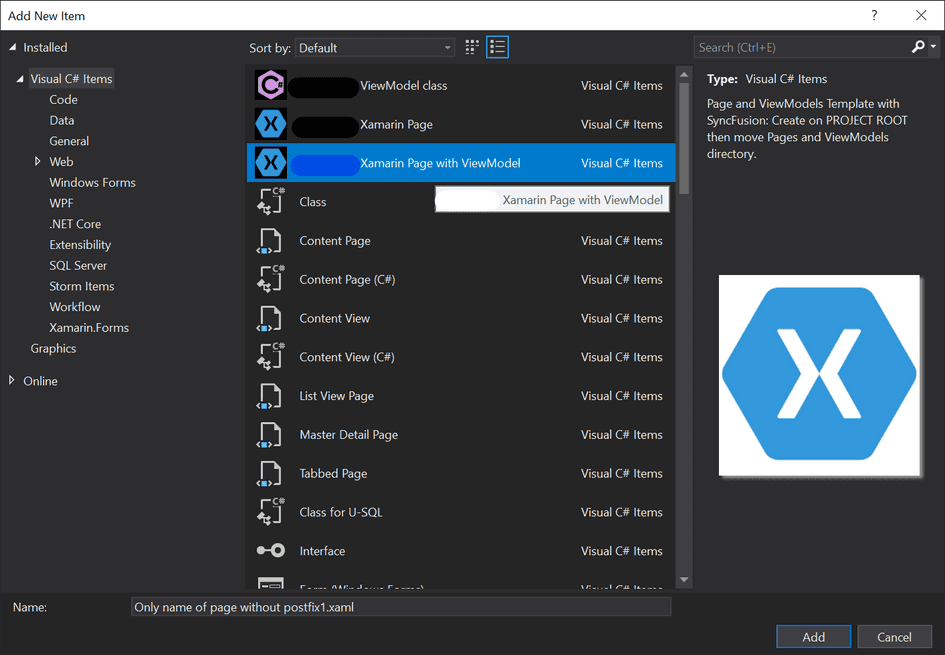 Add New Item
?
Installed
Sort by: Default
Search (Ctrl+E)
Visual C# Items
Code
Data
General
Web
Windows Forms
WPF
.NET Core
Extensibility
SQL Server
Storm Items
Workflow
Xamarin.Forms
Graphics
Online
ViewModel class Visual C# Items
Xamarin Page Visual C# Items
Xamarin Page with ViewModel Visual C# Items
Class
Xamarin Page with ViewModel
Content Page Visual C# Items
Content Page (C#) Visual C# Items
Content View Visual C# Items
Content View (C#) Visual C# Items
List View Page Visual C# Items
Master Detail Page Visual C# Items
Tabbed Page Visual C# Items
Class for U-SQL Visual C# Items
Interface Visual C# Items
Form (Windows Forms) Visual C# Items
Type: Visual C# Items
Page and ViewModels Template with
SyncFusion: Create on PROJECT ROOT
then move Pages and ViewModels
directory.
Name: Only name of page without postfix1.xaml
Add
Cancel